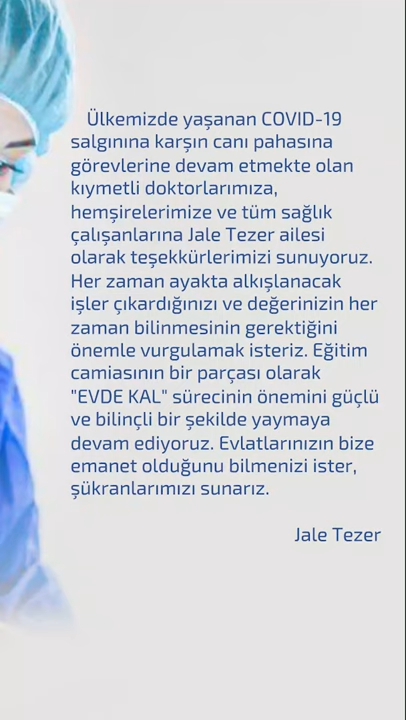 Ülkemizde yaşanan COVID-19
salgınına karşın canı pahasına
görevlerine devam etmekte olan
kıymetli doktorlarımıza,
hemşirelerimize ve tüm sağlık
çalışanlarına Jale Tezer ailesi
olarak teşekkürlerimizi sunuyoruz.
Her zaman ayakta alkışlanacak
işler çıkardığınızı ve değerinizin her
zaman bilinmesinin gerektiğini
önemle vurgulamak isteriz. Eğitim
camiasının bir parçası olarak
"EVDE KAL" sürecinin önemini güçlü
ve bilinçli bir şekilde yaymaya
devam ediyoruz. Evlatlarınızın bize
emanet olduğunu bilmenizi ister,
şükranlarımızı sunarız.
Jale Tezer